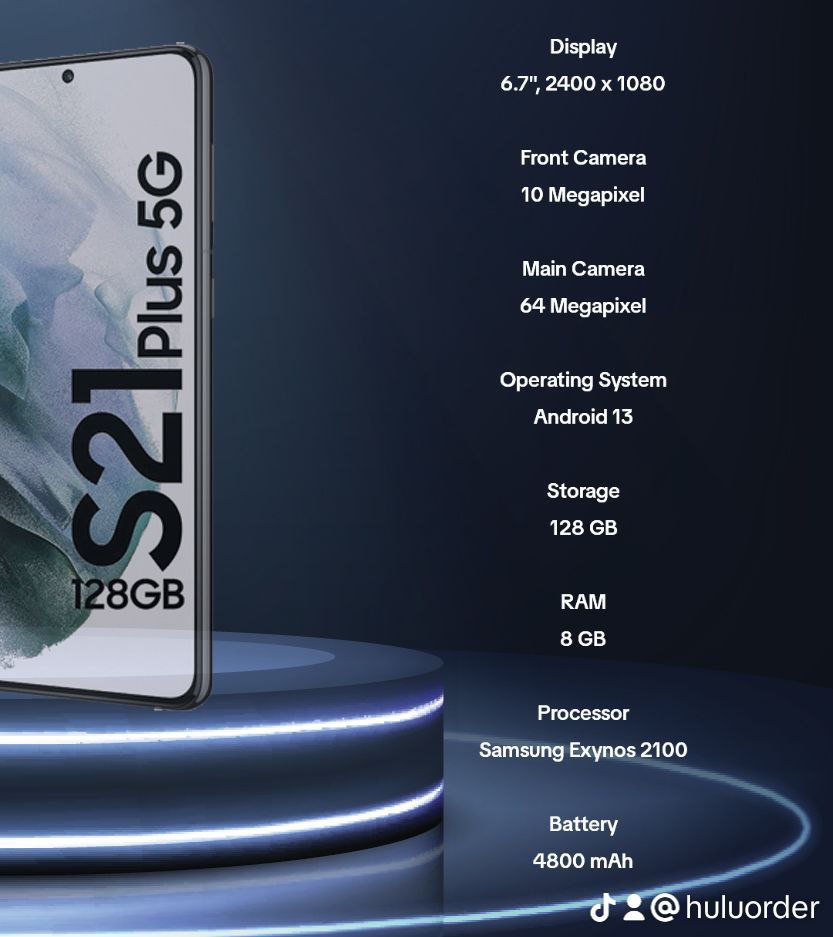 S21 Plus 5G
128GB
Display
6.7", 2400 x 1080
Front Camera
10 Megapixel
Main Camera
64 Megapixel
Operating System
Android 13
Storage
128 GB
RAM
8 GB
Processor
Samsung Exynos 2100
Battery
4800 mAh
@huluorder